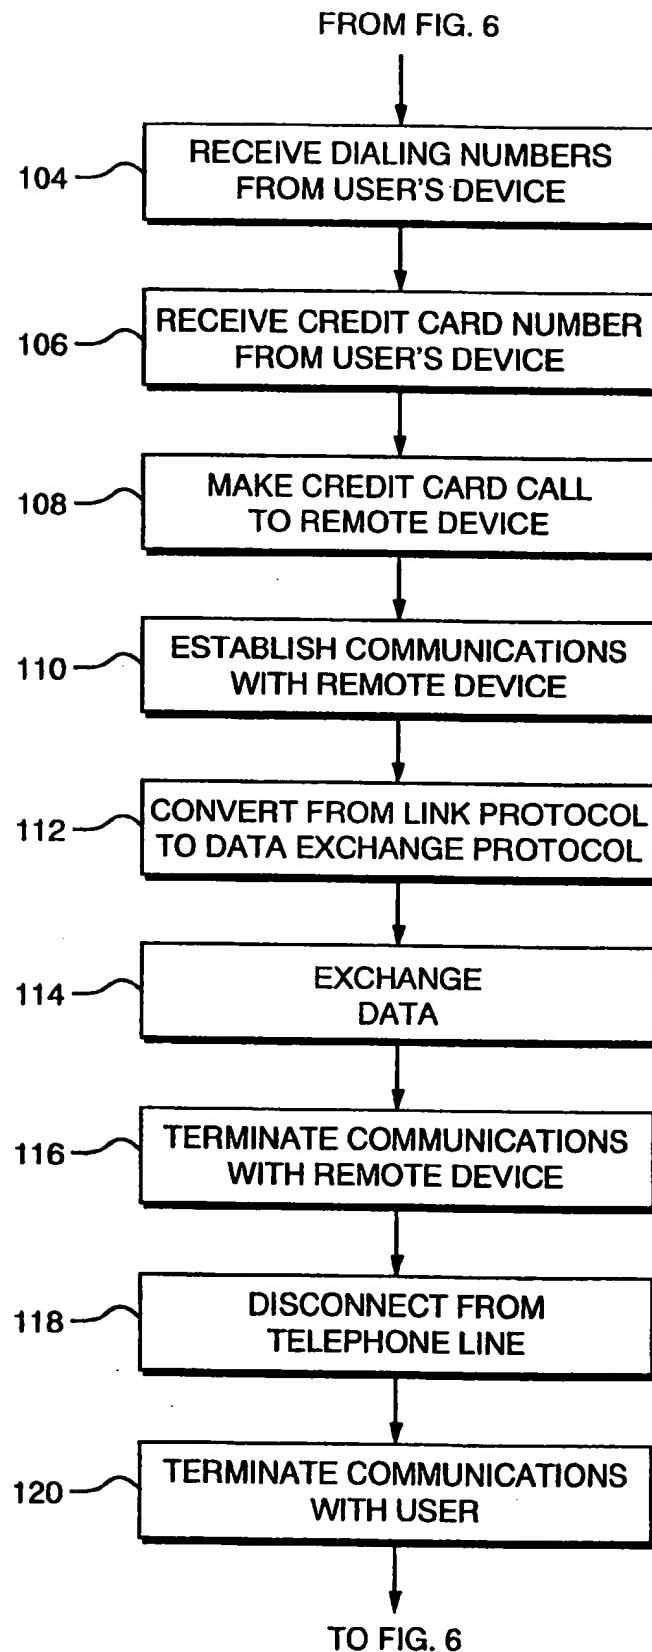 FROM FIG. 6
104
RECEIVE DIALING NUMBERS
FROM USER'S DEVICE
106
RECEIVE CREDIT CARD NUMBER
FROM USER'S DEVICE
108
MAKE CREDIT CARD CALL
TO REMOTE DEVICE
110
ESTABLISH COMMUNICATIONS
WITH REMOTE DEVICE
112
CONVERT FROM LINK PROTOCOL
TO DATA EXCHANGE PROTOCOL
114
EXCHANGE
DATA
116
TERMINATE COMMUNICATIONS
WITH REMOTE DEVICE
118
DISCONNECT FROM
TELEPHONE LINE
120
TERMINATE COMMUNICATIONS
WITH USER
TO FIG. 6